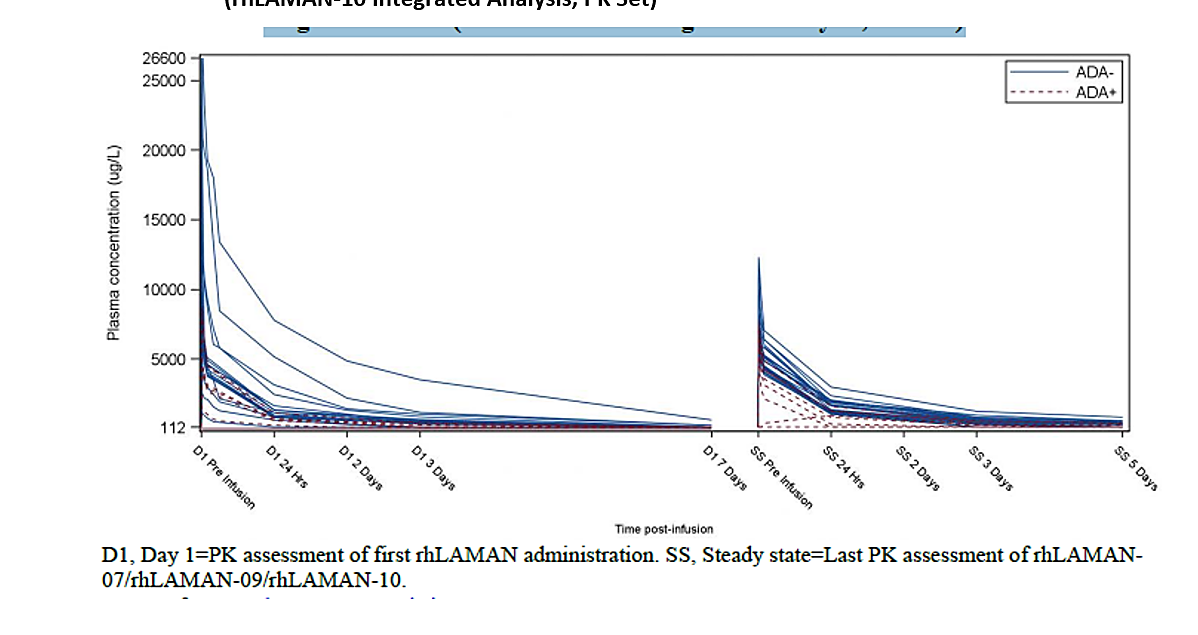 (rhLAMAN-10 Integrated Analysis, PK Set)
26600
25000
20000
15000
10000
5000
112
Plasma concentration (ug/L)
ADA-
ADA+
D1 Pre Infusion
D1 24 Hrs
D1 2 Days
D1 3 Days
D1 7 Days
SS Pre Infusion
SS 24 Hrs
SS 2 Days
SS 3 Days
SS 5 Days
Time post-infusion
D1, Day 1=PK assessment of first rhLAMAN administration. SS, Steady state=Last PK assessment of rhLAMAN-
07/rhLAMAN-09/rhLAMAN-10.